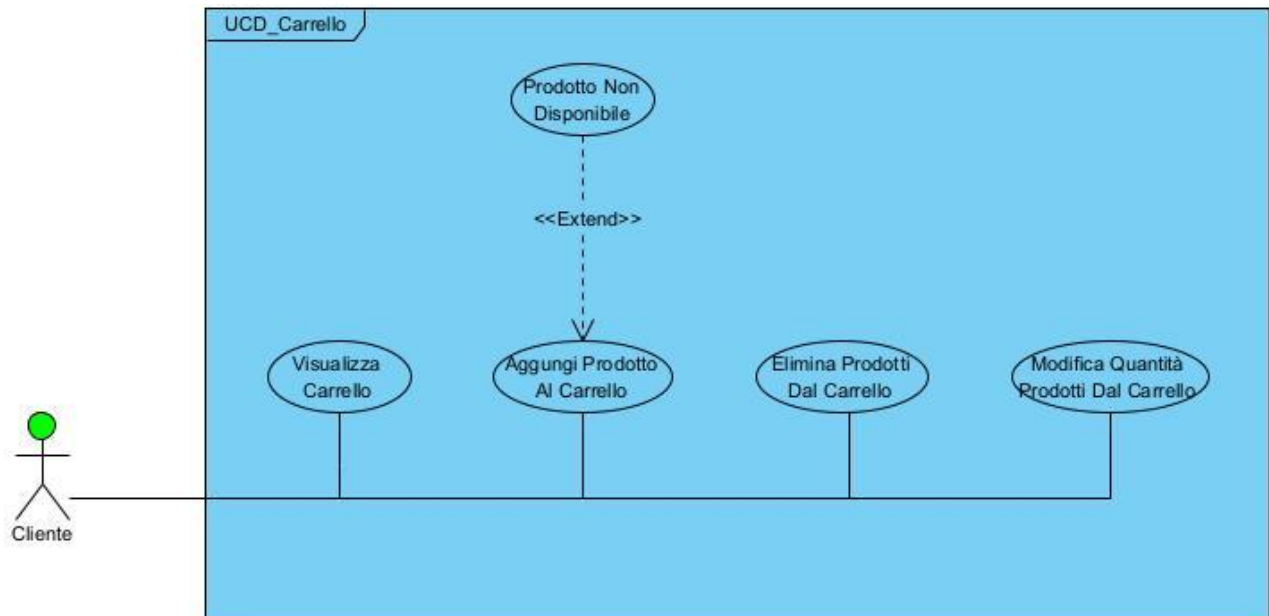 UCD_Carrello
Prodotto Non
Disponibile
<<Extend>>
Visualizza
Carrello
Aggungi Prodotto
Al Carrello
Elimina Prodotti
Dal Carrello
Modifica Quantità
Prodotti Dal Carrello
Cliente